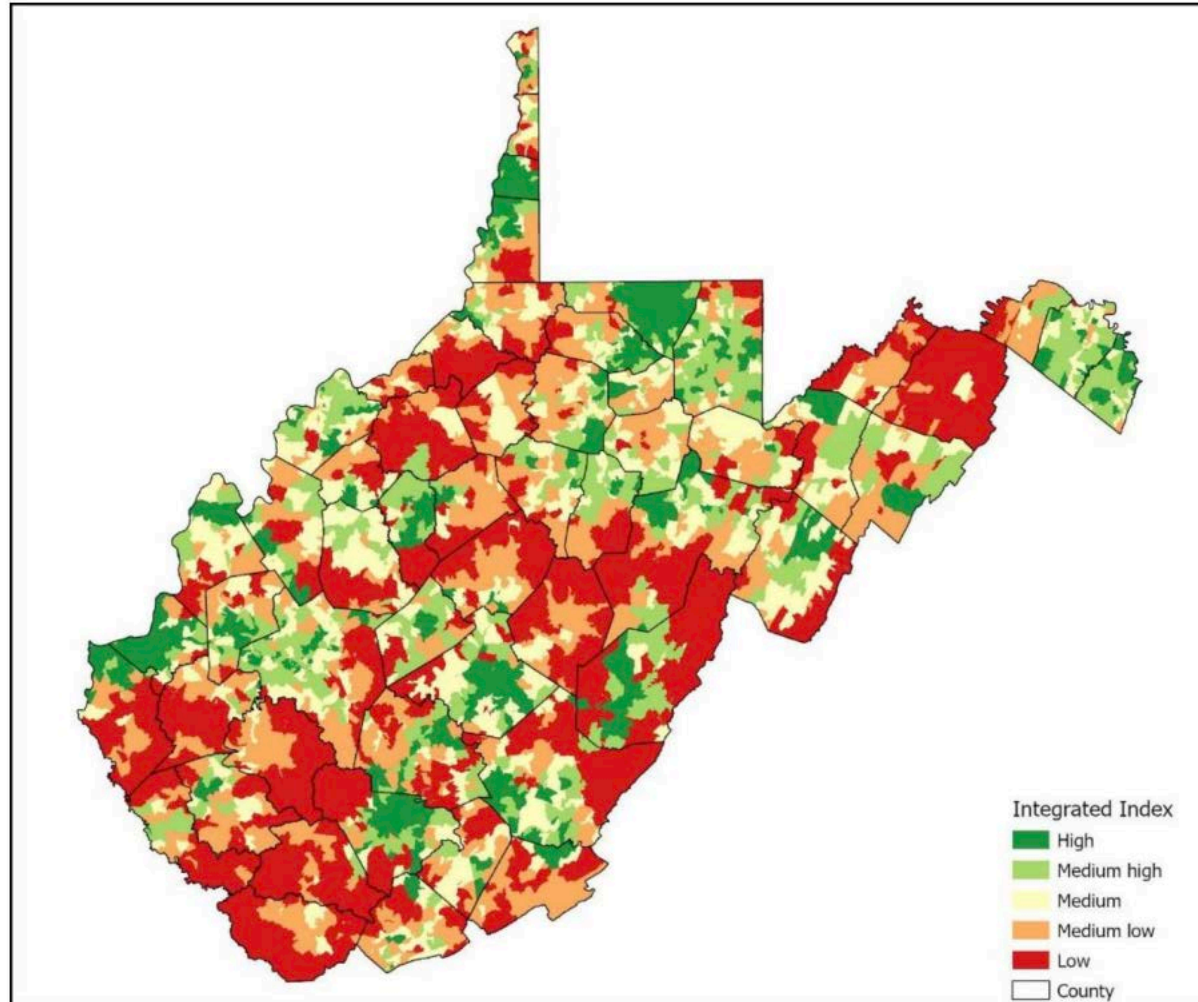 Integrated Index
High
Medium high
Medium
Medium low
Low
County